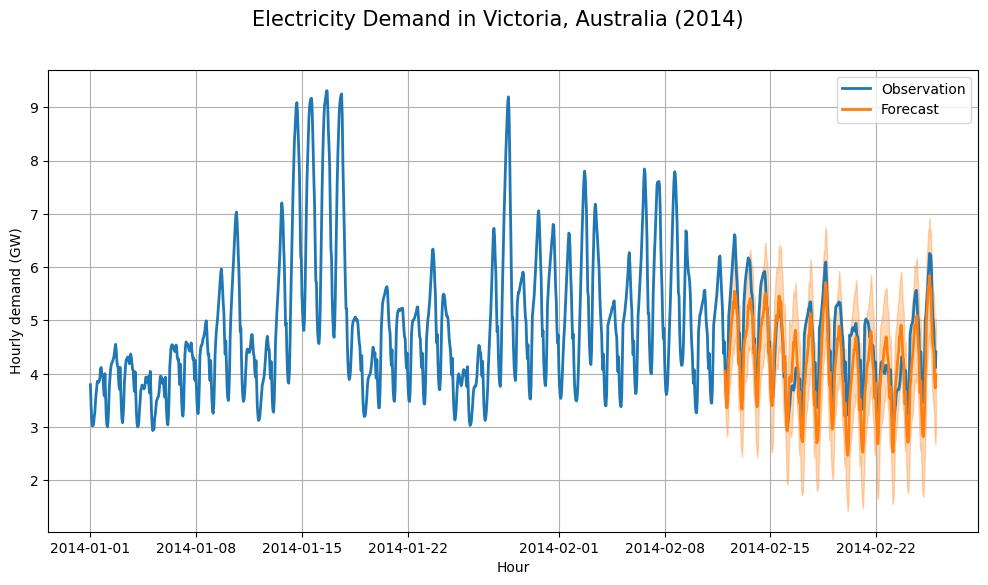 Electricity Demand in Victoria, Australia (2014)
Observation
Forecast
Hourly demand (GW)
9
8
7
6
5
4
3
2
2014-01-01 2014-01-08 2014-01-15 2014-01-22 2014-02-01 2014-02-08 2014-02-15 2014-02-22
Hour